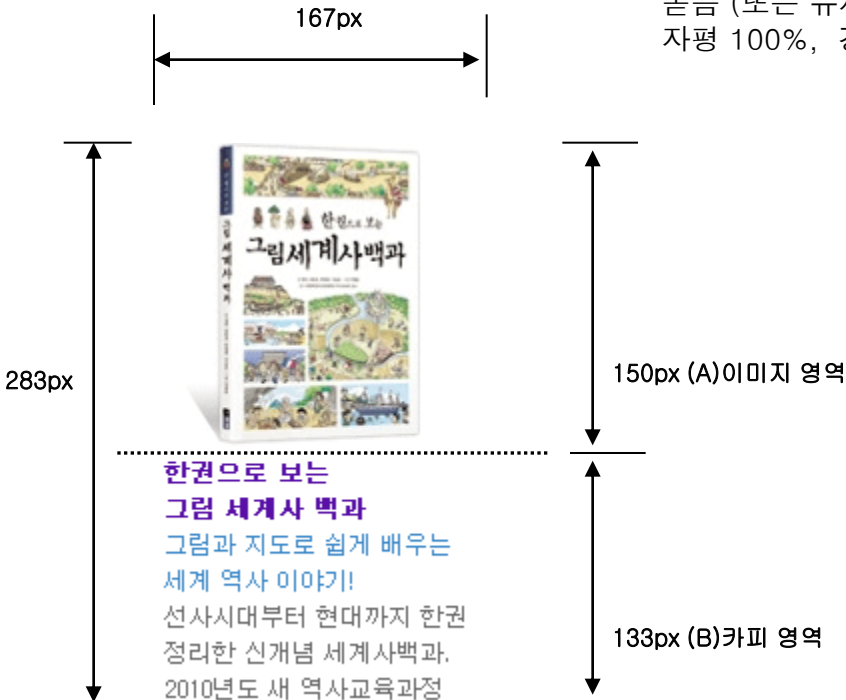 167px
자평 100%,
283px
한권으로 보는
그림세계사백과
150px (A)이미지 영역
한권으로 보는
그림 세계사 백과
그림과 지도로 쉽게 배우는
세계 역사 이야기!
선사시대부터 현대까지 한권
정리한 신개념 세계사백과.
2010년도 새 역사교육과정
133px (B)카피 영역